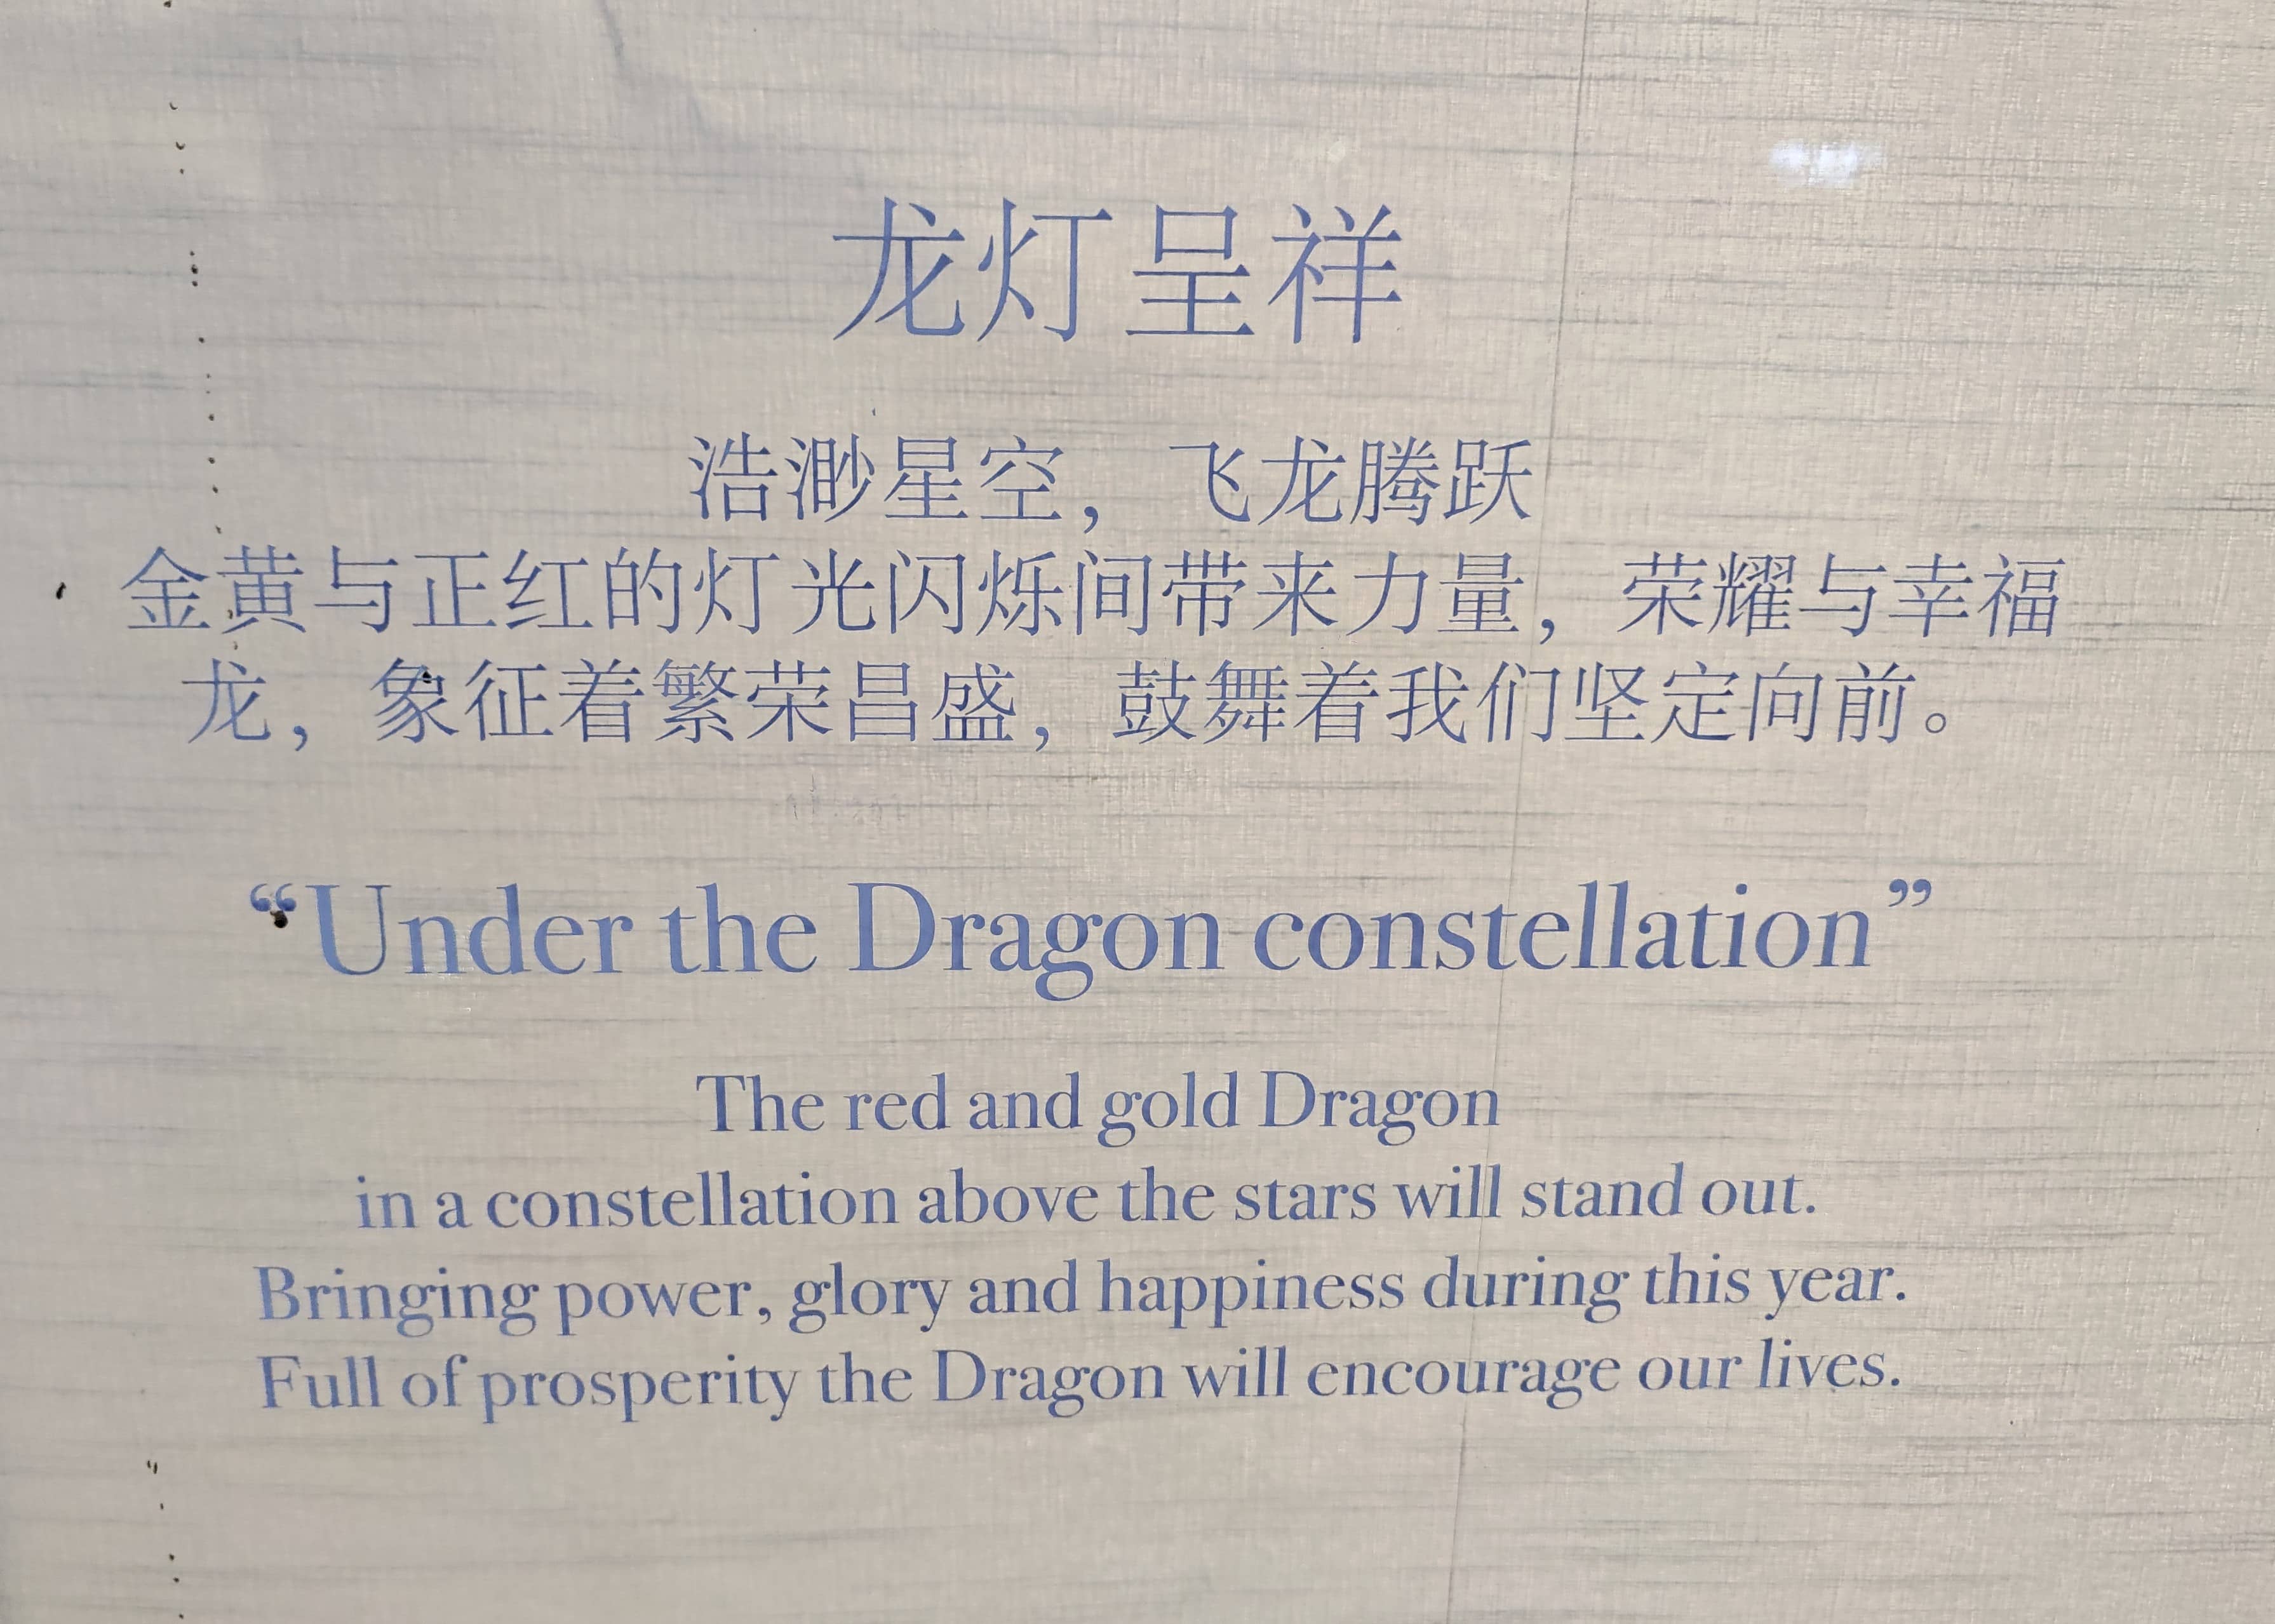 龙灯呈祥
浩渺星空，飞龙腾跃
金黄与正红的灯光闪烁间带来力量，荣耀与幸福
龙，象征着繁荣昌盛，鼓舞着我们坚定向前。
“Under the Dragon constellation”
The red and gold Dragon
in a constellation above the stars will stand out.
Bringing power, glory and happiness during this year.
Full of prosperity the Dragon will encourage our lives.